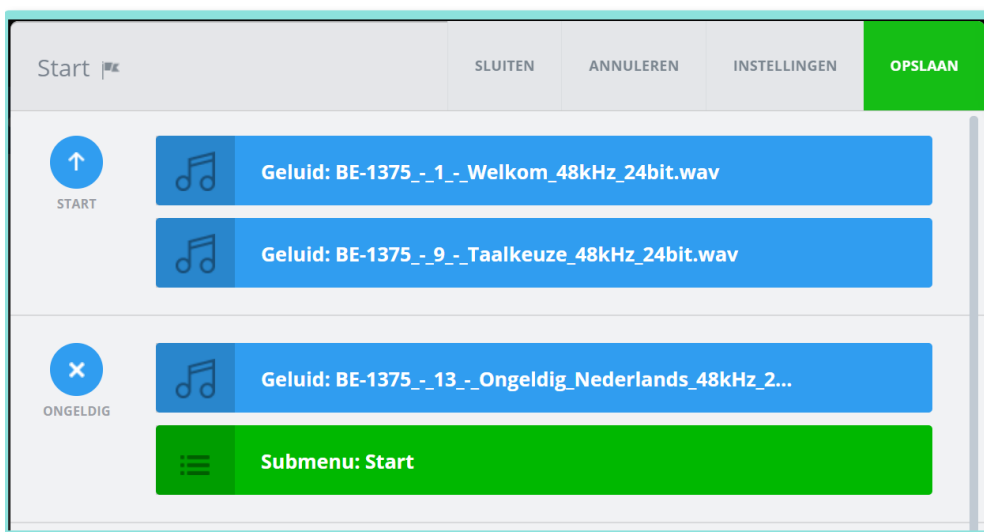 Start
SLUITEN
ANNULEREN
INSTELLINGEN
OPSLAAN
START
Geluid: BE-1375_-_1_-_Welkom_48kHz_24bit.wav
Geluid: BE-1375_-_9_-_Taalkeuze_48kHz_24bit.wav
ONGELDIG
Geluid: BE-1375_-_13_-_Ongeldig_Nederlands_48kHz_2...
Submenu: Start